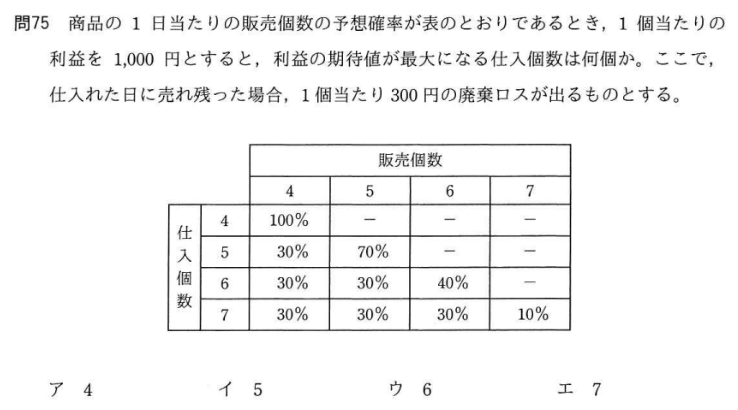 問75 商品の 1 日当たりの販売個数の予想確率が表のとおりであるとき，1 個当たりの
利益を 1,000 円とすると，利益の期待値が最大になる仕入個数は何個か。ここで，
仕入れた日に売れ残った場合，1 個当たり 300 円の廃棄ロスが出るものとする。
販売個数
4 5 6 7
仕入個数
4 100% － － －
5 30% 70% － －
6 30% 30% 40% －
7 30% 30% 30% 10%
ア 4 イ 5 ウ 6 エ 7